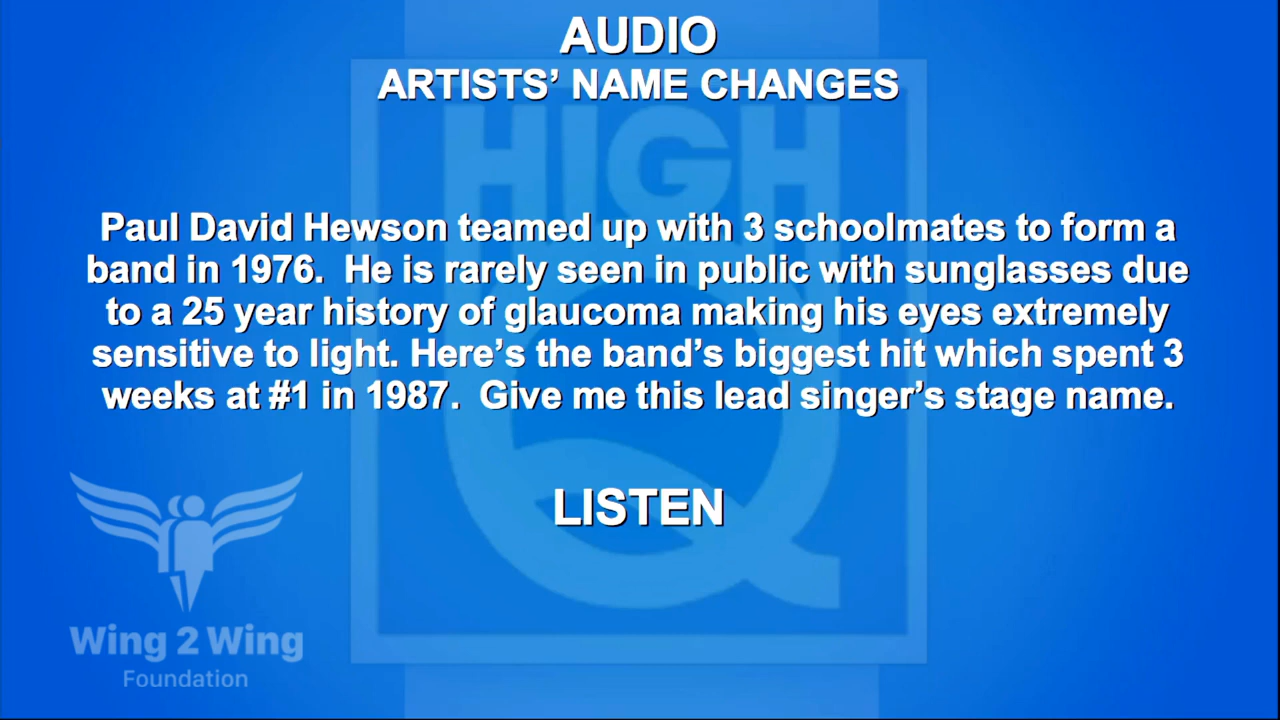 AUDIO
ARTISTS’ NAME CHANGES
HIGH
Q
Paul David Hewson teamed up with 3 schoolmates to form a
band in 1976.  He is rarely seen in public with sunglasses due
to a 25 year history of glaucoma making his eyes extremely
sensitive to light. Here’s the band’s biggest hit which spent 3
weeks at #1 in 1987.  Give me this lead singer’s stage name.
LISTEN
Wing 2 Wing
Foundation